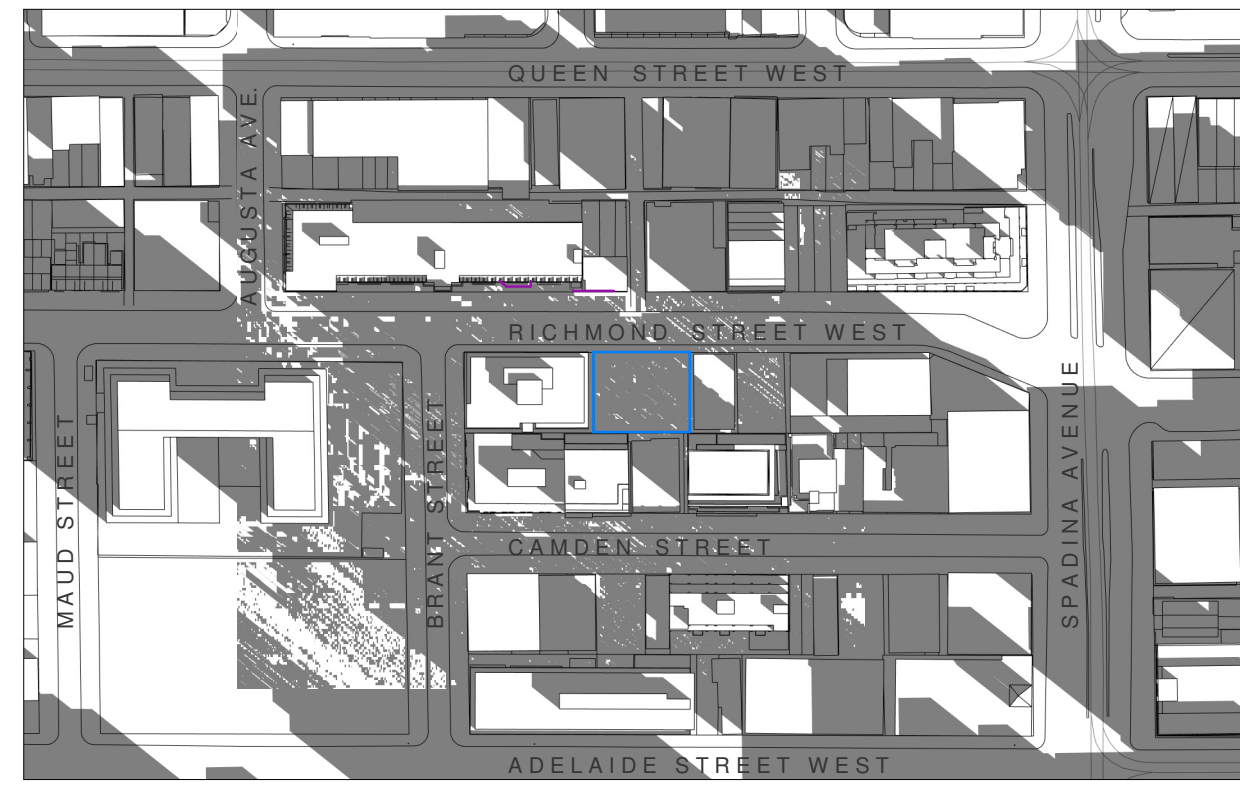 QUEEN STREET WEST
AUGUSTA AVE.
RICHMOND STREET WEST
MAUD STREET
BRANT STREET
SPADINA AVENUE
CAMDEN STREET
ADELAIDE STREET WEST